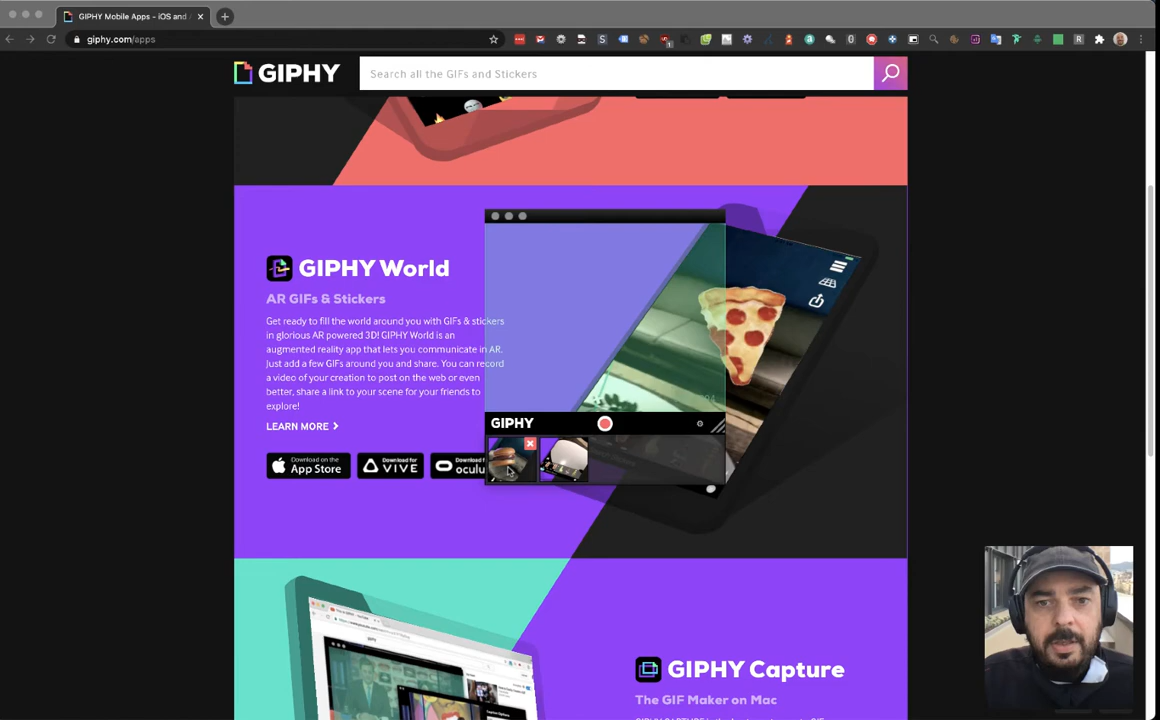 GIPHY Mobile Apps - iOS and
giphy.com/apps
GIPHY
Search all the GIFs and Stickers
GIPHY World
AR GIFs & Stickers
Get ready to fill the world around you with GIFs & stickers
in glorious AR powered 3D! GIPHY World is an
augmented reality app that lets you communicate in AR.
Just add a few GIFs around you and share. You can record
a video of your creation to post on the web or even
better, share a link to your scene for your friends to
explore!
LEARN MORE
Download on the
App Store
Download for
VIVE
Download f
ocul
GIPHY
GIPHY Capture
The GIF Maker on Mac